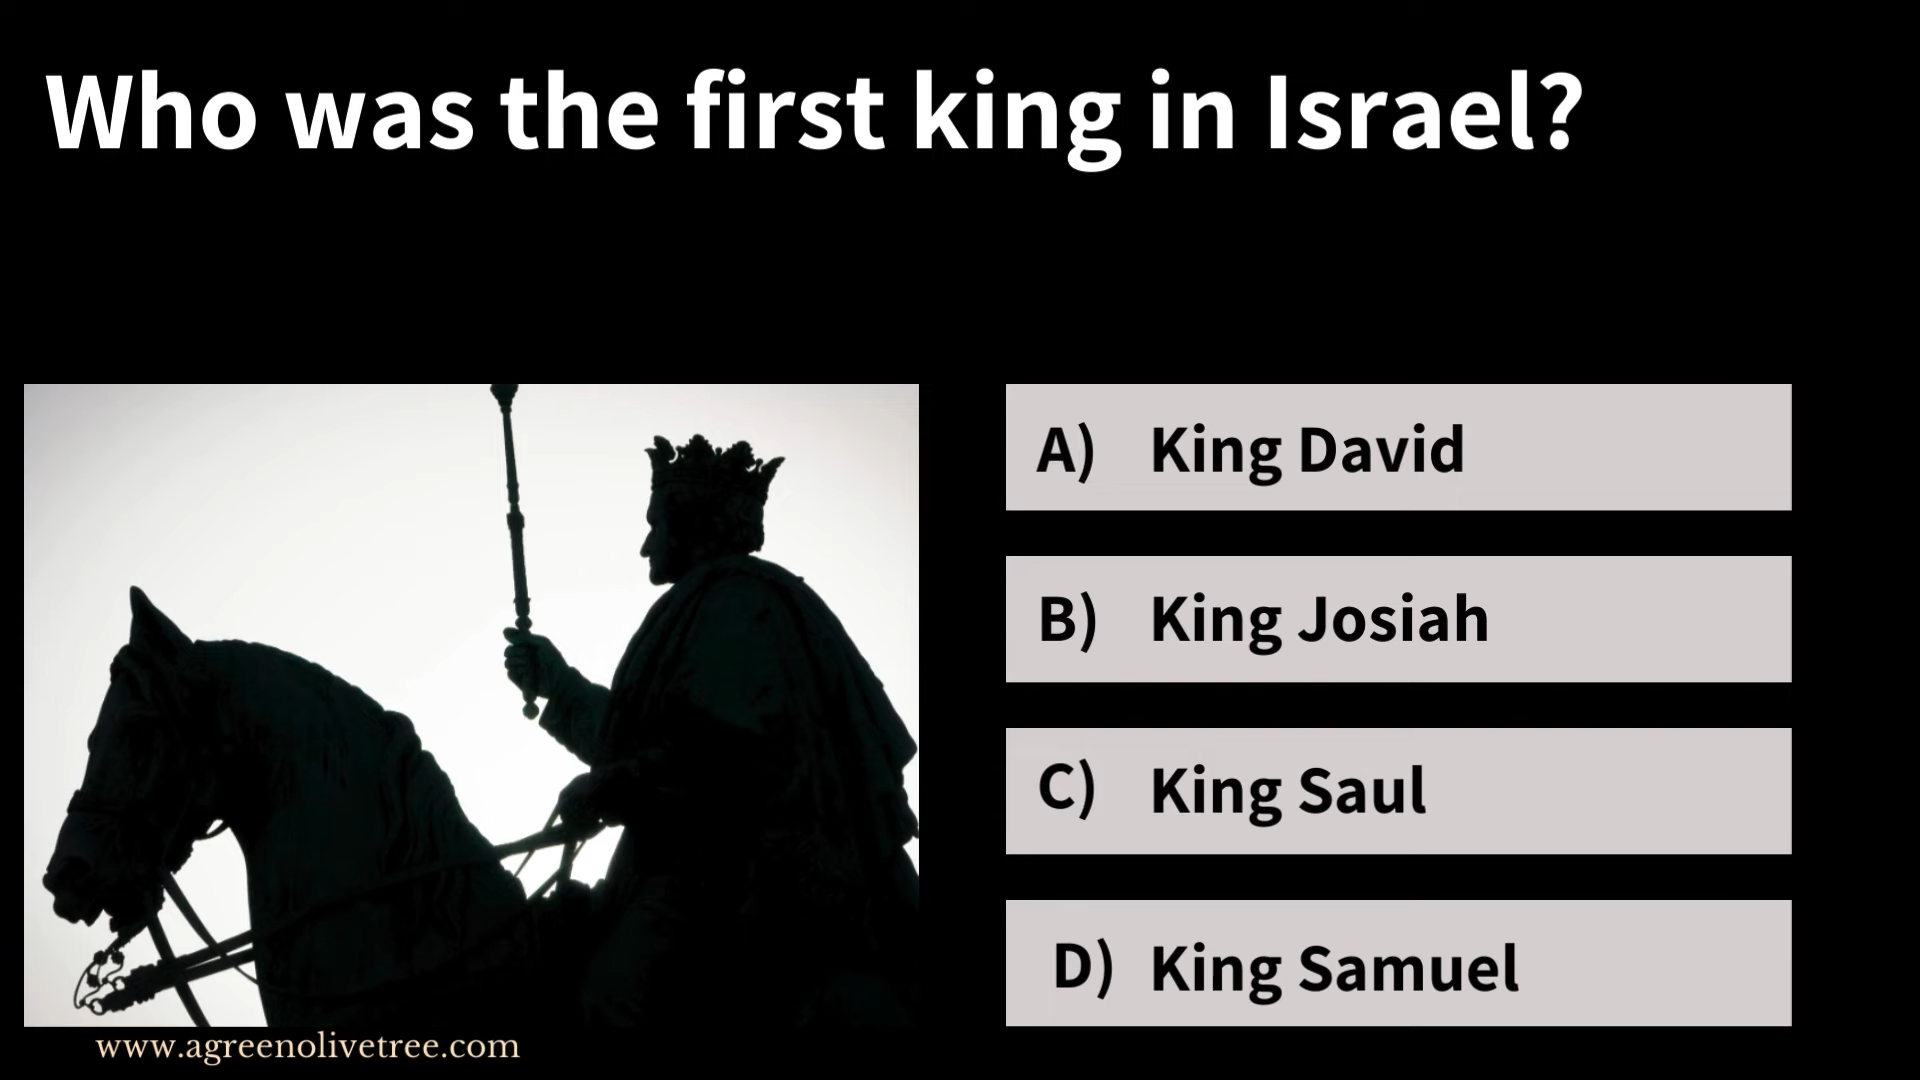 Who was the first king in Israel?
A) King David
B) King Josiah
C) King Saul
D) King Samuel
www.agreenolivetree.com